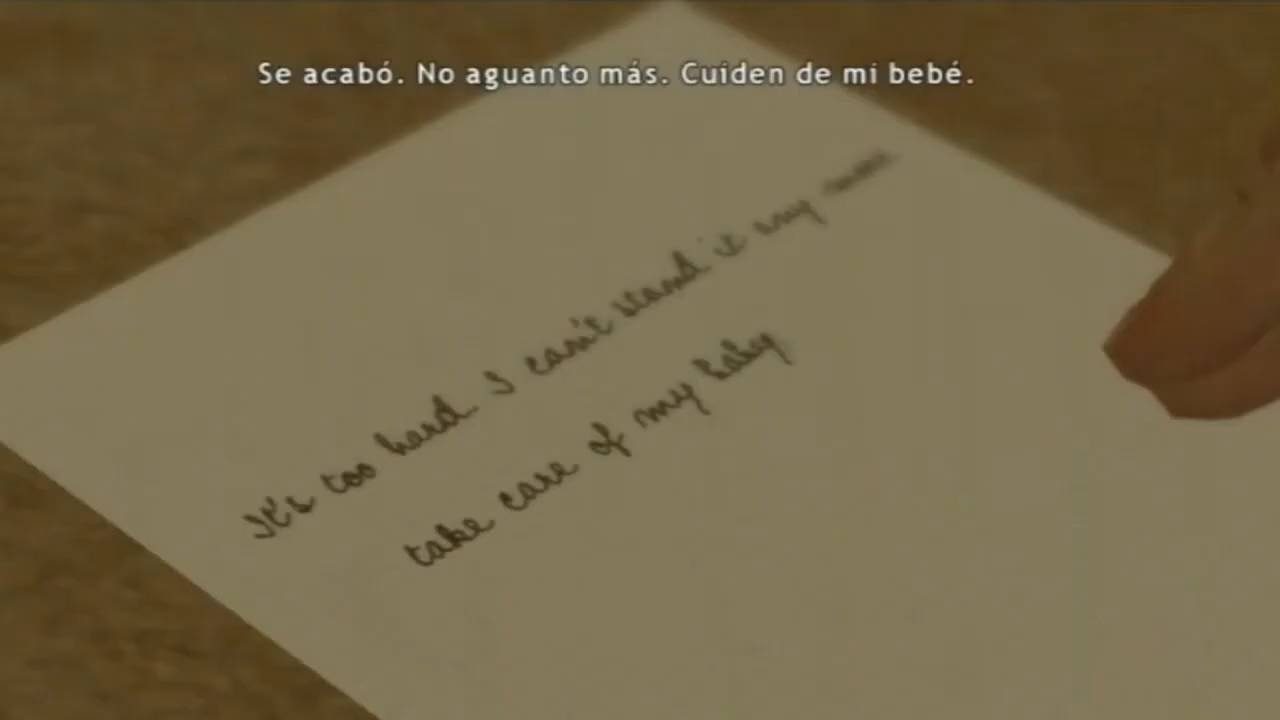 Se acabó. No aguanto más. Cuiden de mi bebé.
It's too hard I can't stand it any more
take care of my baby